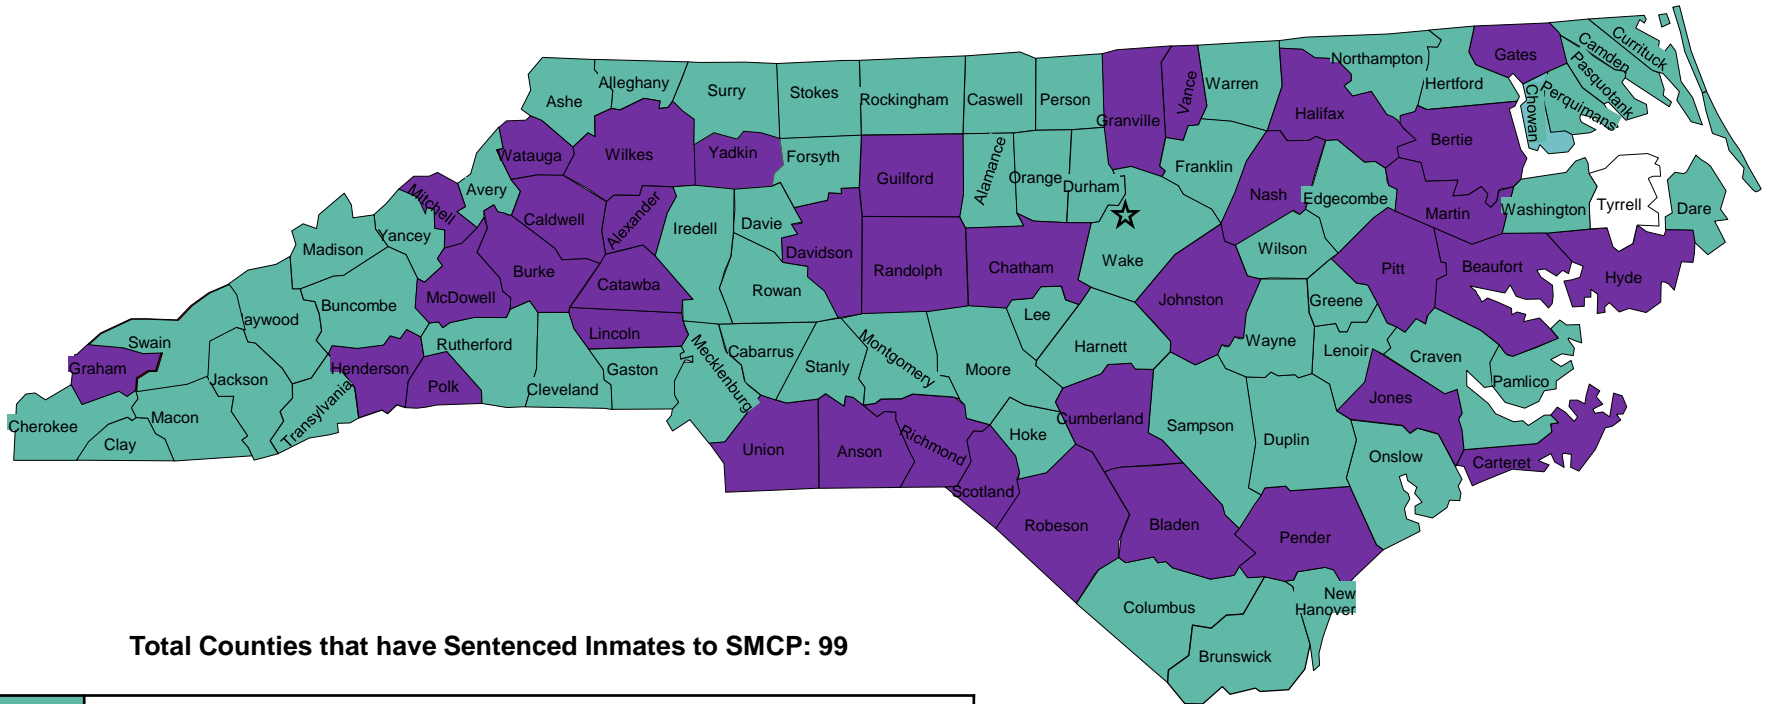 Northampton
Gates
Camden
Currituck
Alleghany
Surry
Stokes
Rockingham
Caswell
Person
Vance
Warren
Hertford
Pasquotank
Ashe
Granville
Halifax
Chowan
Perquimans
Watauga
Wilkes
Yadkin
Forsyth
Guilford
Alamance
Orange
Durham
Franklin
Bertie
Mitchell
Avery
Caldwell
Alexander
Iredell
Davie
Nash
Edgecombe
Martin
Washington
Tyrrell
Dare
Madison
Yancey
Burke
Davidson
Randolph
Chatham
Wake
Wilson
Pitt
Beaufort
Hyde
Buncombe
McDowell
Catawba
Rowan
Johnston
Greene
aywood
Swain
Rutherford
Lincoln
Mecklenburg
Cabarrus
Stanly
Montgomery
Moore
Lee
Harnett
Wayne
Lenoir
Craven
Pamlico
Graham
Jackson
Henderson
Polk
Cleveland
Gaston
Jones
Cherokee
Macon
Clay
Transylvania
Union
Anson
Richmond
Hoke
Cumberland
Sampson
Duplin
Onslow
Carteret
Scotland
Robeson
Bladen
Pender
Columbus
New
Hanover
Brunswick
Total Counties that have Sentenced Inmates to SMCP: 99